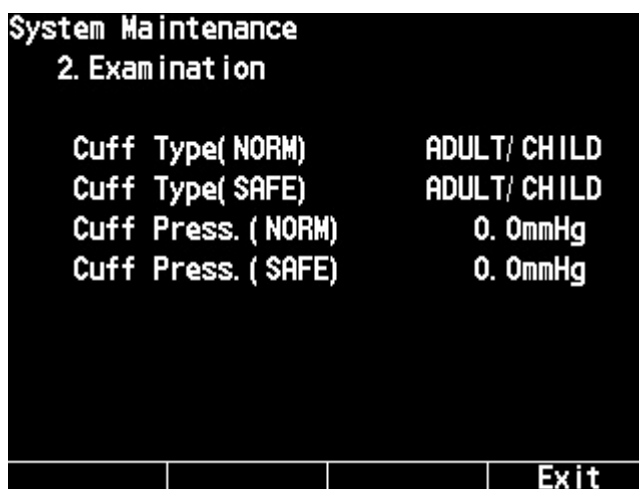 System Maintenance
2. Examination
Cuff Type(NORM) ADULT/CHILD
Cuff Type(SAFE) ADULT/CHILD
Cuff Press.(NORM) 0.0mmHg
Cuff Press.(SAFE) 0.0mmHg
Exit